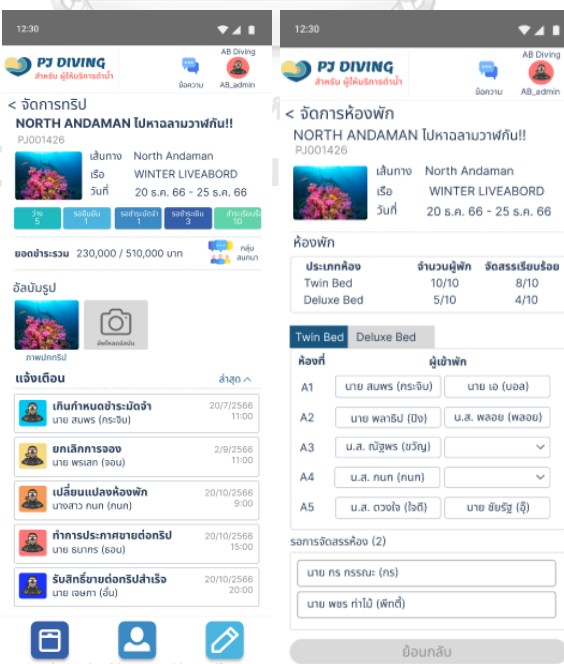 12:30
PJ DIVING
สำหรับ ผู้ให้บริการดำน้ำ
ข้อความ
AB Diving
AB_admin
< จัดการทริป
NORTH ANDAMAN ไปหาฉลามวาฬกัน!!
PJ001426
เส้นทาง North Andaman
เรือ WINTER LIVEABORD
วันที่ 20 ธ.ค. 66 - 25 ธ.ค. 66
ว่าง
5
รอยืนยัน
1
รอชำระมัดจำ
1
รอชำระเงิน
3
ชำระเรียบร้
10
ยอดชำระรวม 230,000 / 510,000 บาท
กลุ่ม
สนทนา
อัลบัมรูป
อัพโหลดอัลบัม
ภาพปกทริป
แจ้งเตือน ล่าสุด
เกินกำหนดชำระมัดจำ 20/7/2566
นาย สมพร (กระจิบ) 11:00
ยกเลิกการจอง 2/9/2566
นาย พรเสก (จอน) 11:00
เปลี่ยนแปลงห้องพัก 20/10/2566
นางสาว กนก (กนก) 9:00
ทำการประกาศขายต่อทริป 20/10/2566
นาย ธนากร (ธอน) 15:00
รับสิทธิ์ขายต่อทริปสำเร็จ 20/10/2566
นาย เจษฎา (อั๋น) 20:00
12:30
PJ DIVING
สำหรับ ผู้ให้บริการดำน้ำ
ข้อความ
AB Diving
AB_admin
< จัดการห้องพัก
NORTH ANDAMAN ไปหาฉลามวาฬกัน!!
PJ001426
เส้นทาง North Andaman
เรือ WINTER LIVEABORD
วันที่ 20 ธ.ค. 66 - 25 ธ.ค. 66
ห้องพัก
ประเภทห้อง จำนวนผู้พัก จัดสรรเรียบร้อย
Twin Bed 10/10 8/10
Deluxe Bed 5/10 4/10
Twin Bed Deluxe Bed
ห้องที่ ผู้เข้าพัก
A1 นาย สมพร (กระจิบ) นาย เอ (บอล)
A2 นาย พลาธิป (ปิง) น.ส. พลอย (พลอย)
A3 น.ส. ณัฐพร (ขวัญ)
A4 น.ส. กนก (กนก)
A5 น.ส. ดวงใจ (ใจดี) นาย ชัยรัฐ (อุ๊)
รอการจัดสรรห้อง (2)
นาย กร กรรณะ (กร)
นาย พชร ทำไม้ (พีทตี้)
ย้อนกลับ